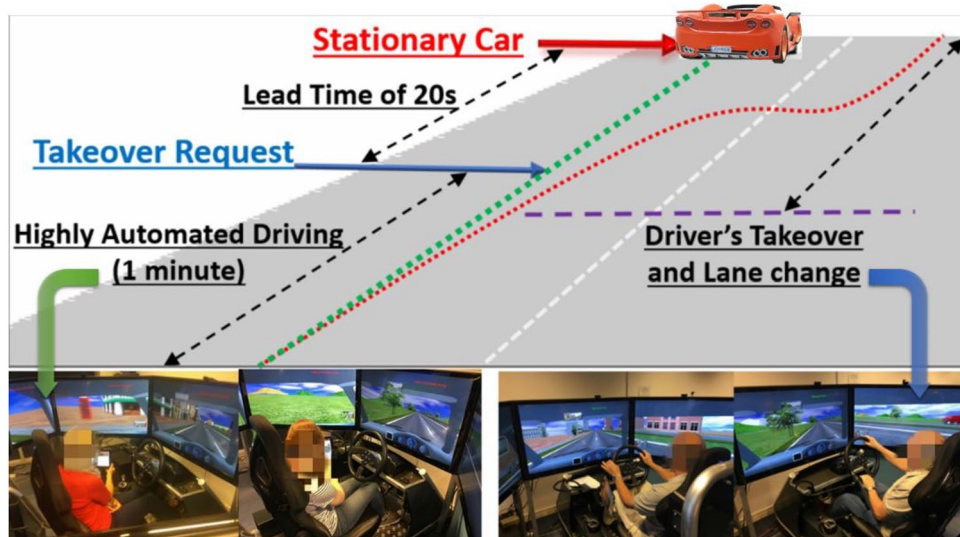 Stationary Car
Lead Time of 20s
Takeover Request
Highly Automated Driving
(1 minute)
Driver's Takeover
and Lane change